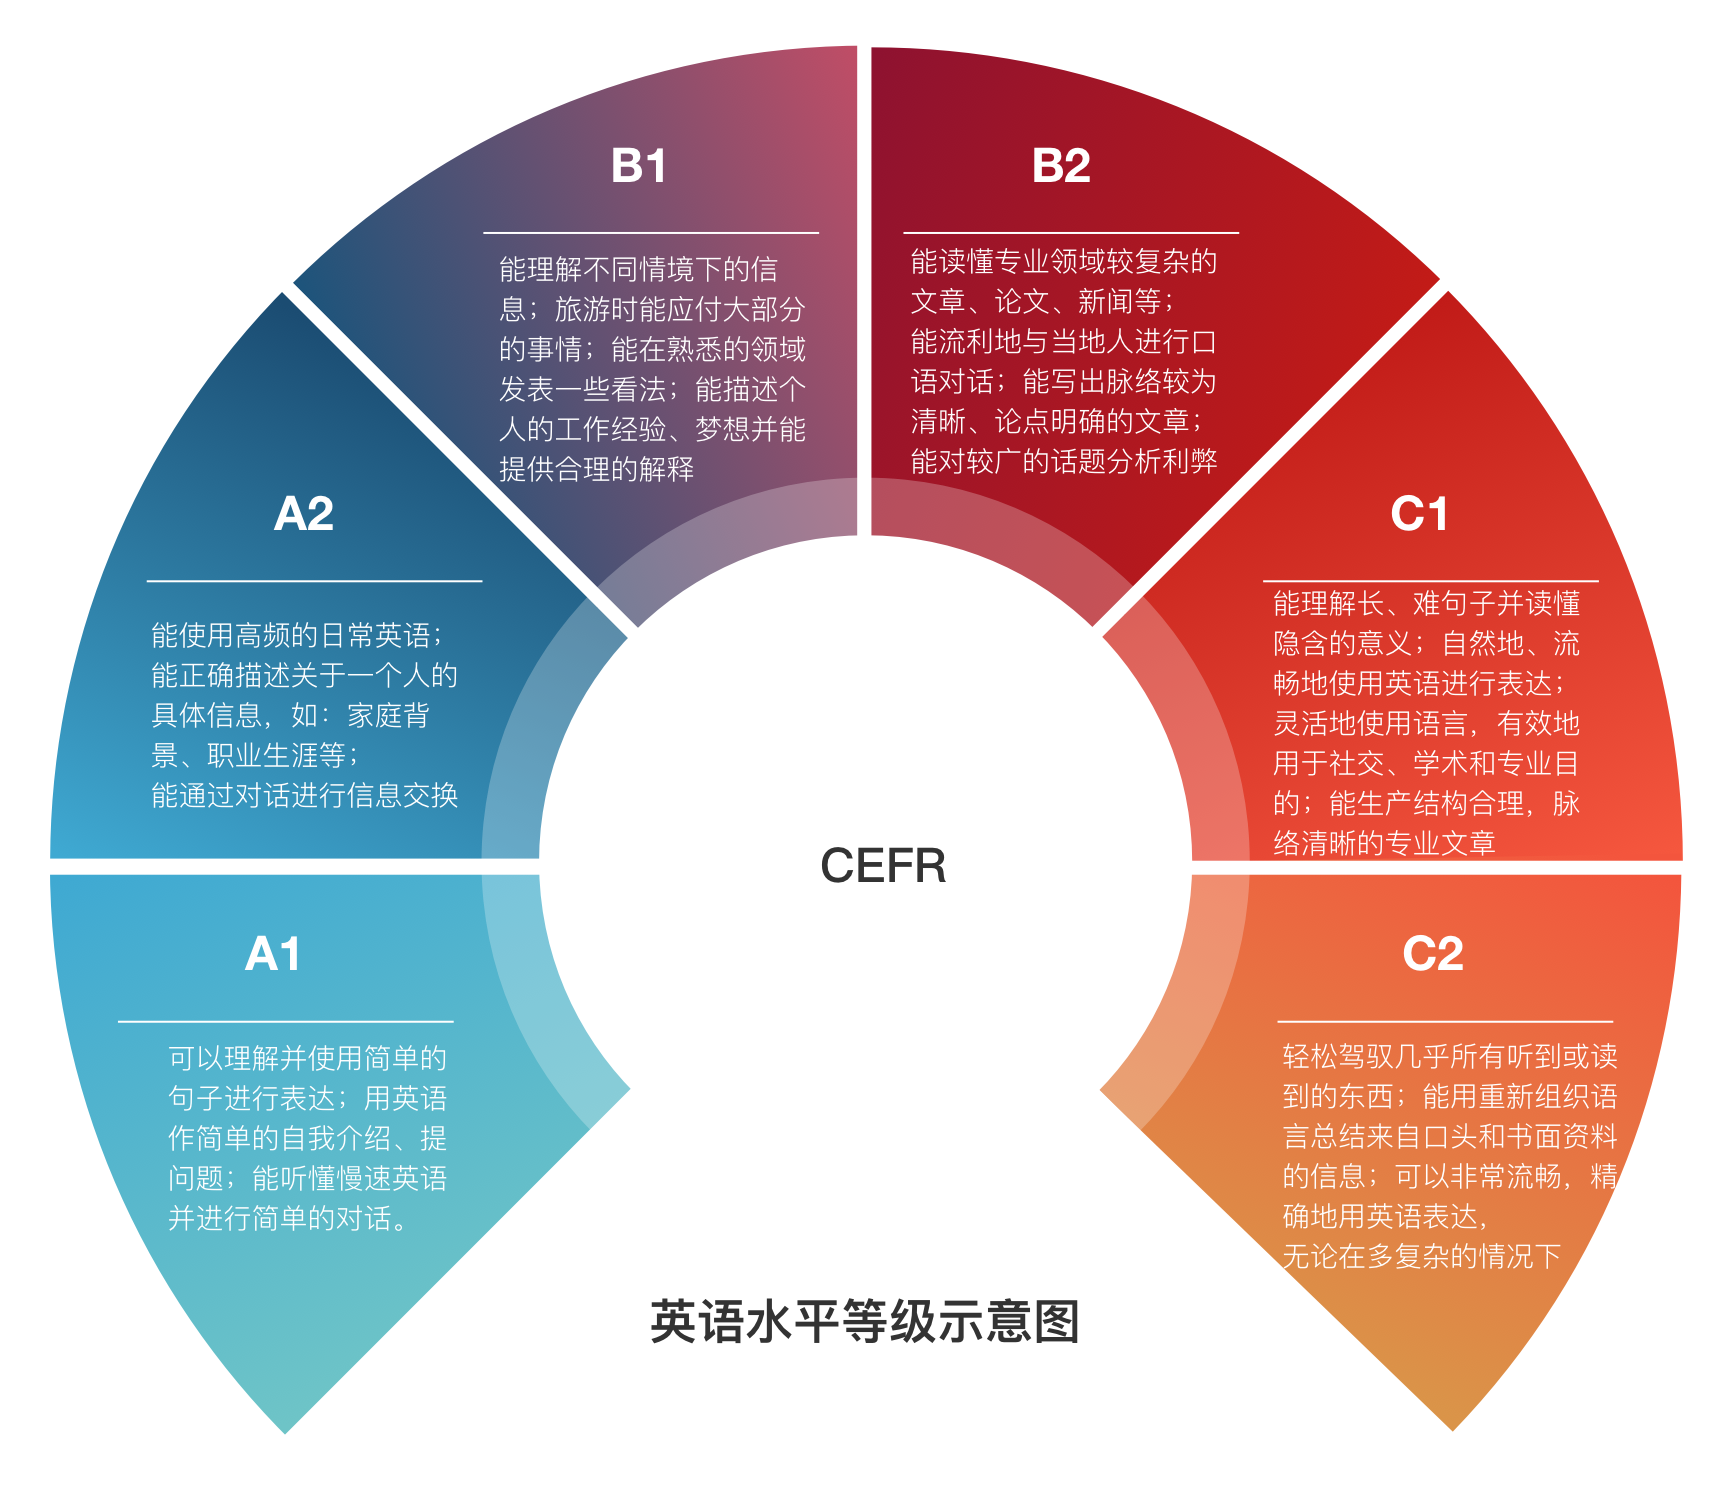 B1
能理解不同情境下的信
息；旅游时能应付大部分
的事情；能在熟悉的领域
发表一些看法；能描述个
人的工作经验、梦想并能
提供合理的解释
B2
能读懂专业领域较复杂的
文章、论文、新闻等；
能流利地与当地人进行口
语对话；能写出脉络较为
清晰、论点明确的文章；
能对较广的话题分析利弊
A2
能使用高频的日常英语；
能正确描述关于一个人的
具体信息，如：家庭背
景、职业生涯等；
能通过对话进行信息交换
C1
能理解长、难句子并读懂
隐含的意义；自然地、流
畅地使用英语进行表达；
灵活地使用语言，有效地
用于社交、学术和专业目
的；能生产结构合理，脉
络清晰的专业文章
CEFR
A1
可以理解并使用简单的
句子进行表达；用英语
作简单的自我介绍、提
问题；能听懂慢速英语
并进行简单的对话。
C2
轻松驾驭几乎所有听到或读
到的东西；能用重新组织语
言总结来自口头和书面资料
的信息；可以非常流畅，精
确地用英语表达，
无论在多复杂的情况下
英语水平等级示意图